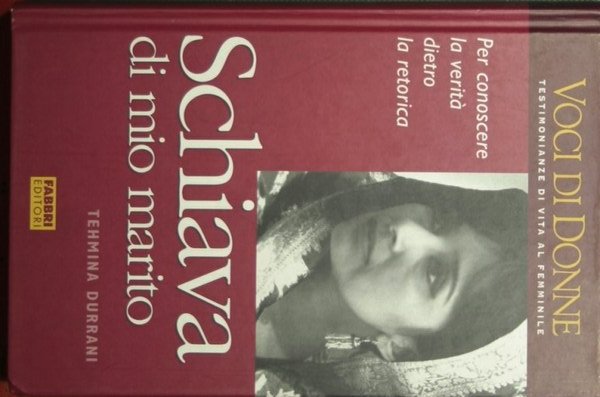 VOCI DI DONNE
TESTIMONIANZE DI VITA AL FEMMINILE
Per conoscere
la verità
dietro
la retorica
Schiava
di mio marito
TEHMINA DURRANI
FABBRI
EDITORI